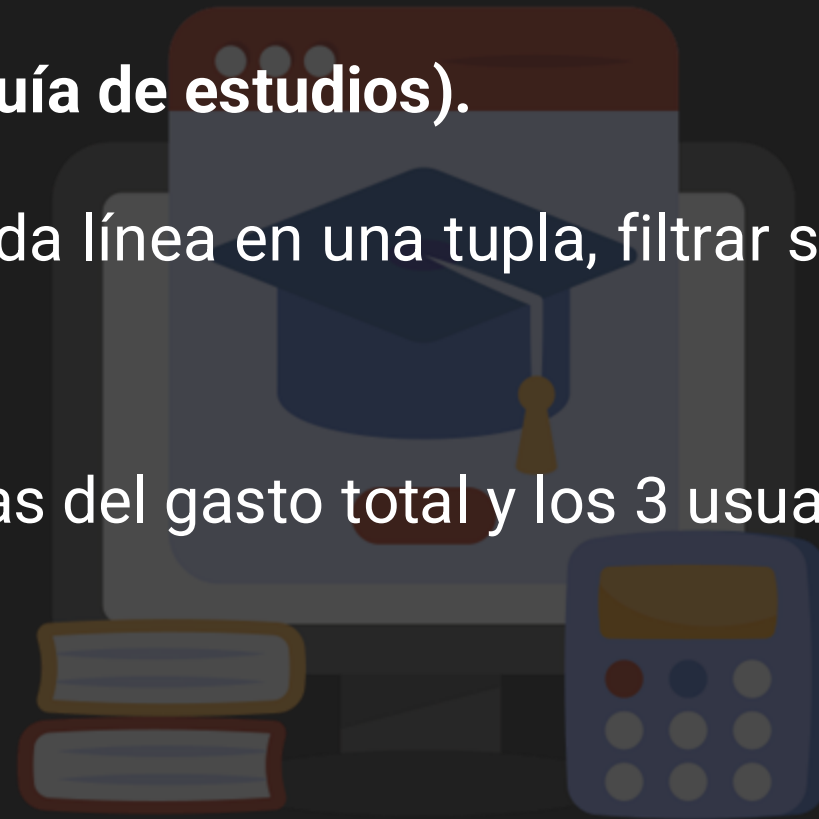 uía de estudios).
da línea en una tupla, filtrar s
as del gasto total y los 3 usua